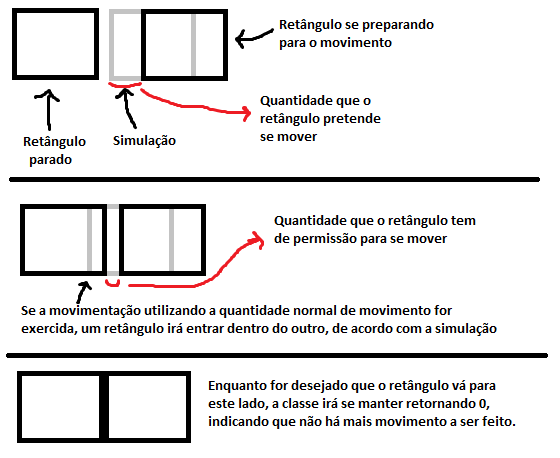 Retângulo se preparando
para o movimento
Quantidade que o
retângulo pretende
se mover
Retângulo
parado
Simulação
Quantidade que o retângulo tem
de permissão para se mover
Se a movimentação utilizando a quantidade normal de movimento for
exercida, um retângulo irá entrar dentro do outro, de acordo com a simulação
Enquanto for desejado que o retângulo vá para
este lado, a classe irá se manter retornando 0,
indicando que não há mais movimento a ser feito.